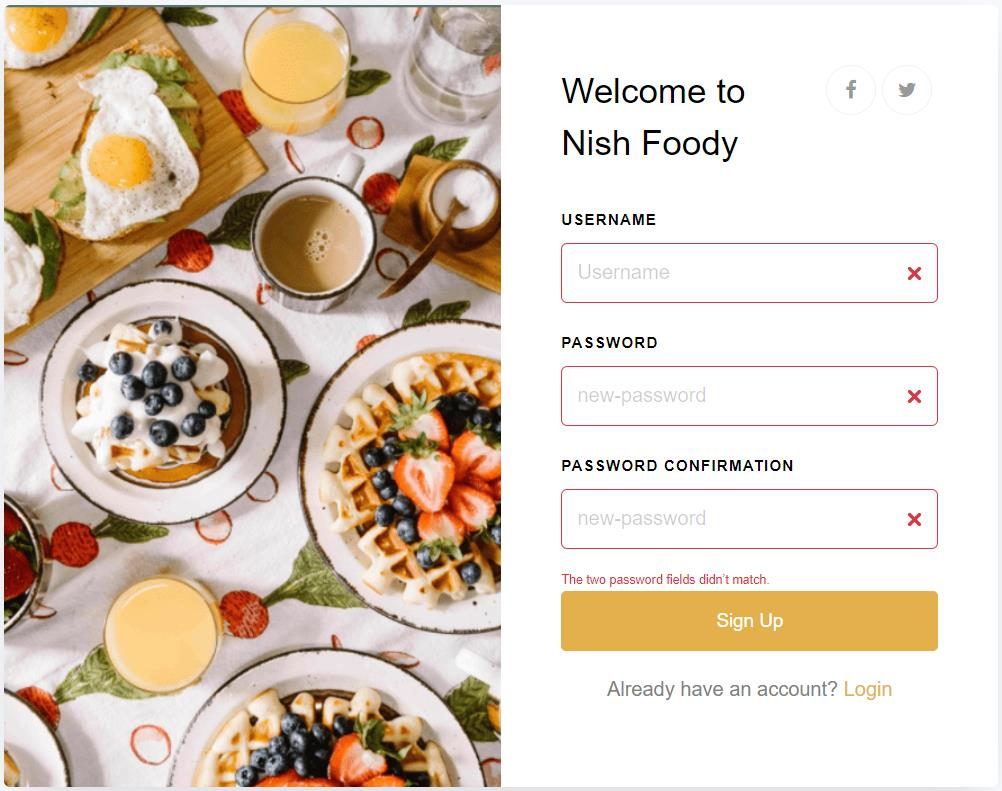 Welcome to
Nish Foody
USERNAME
Username
PASSWORD
new-password
PASSWORD CONFIRMATION
new-password
The two password fields didn’t match.
Sign Up
Already have an account? Login